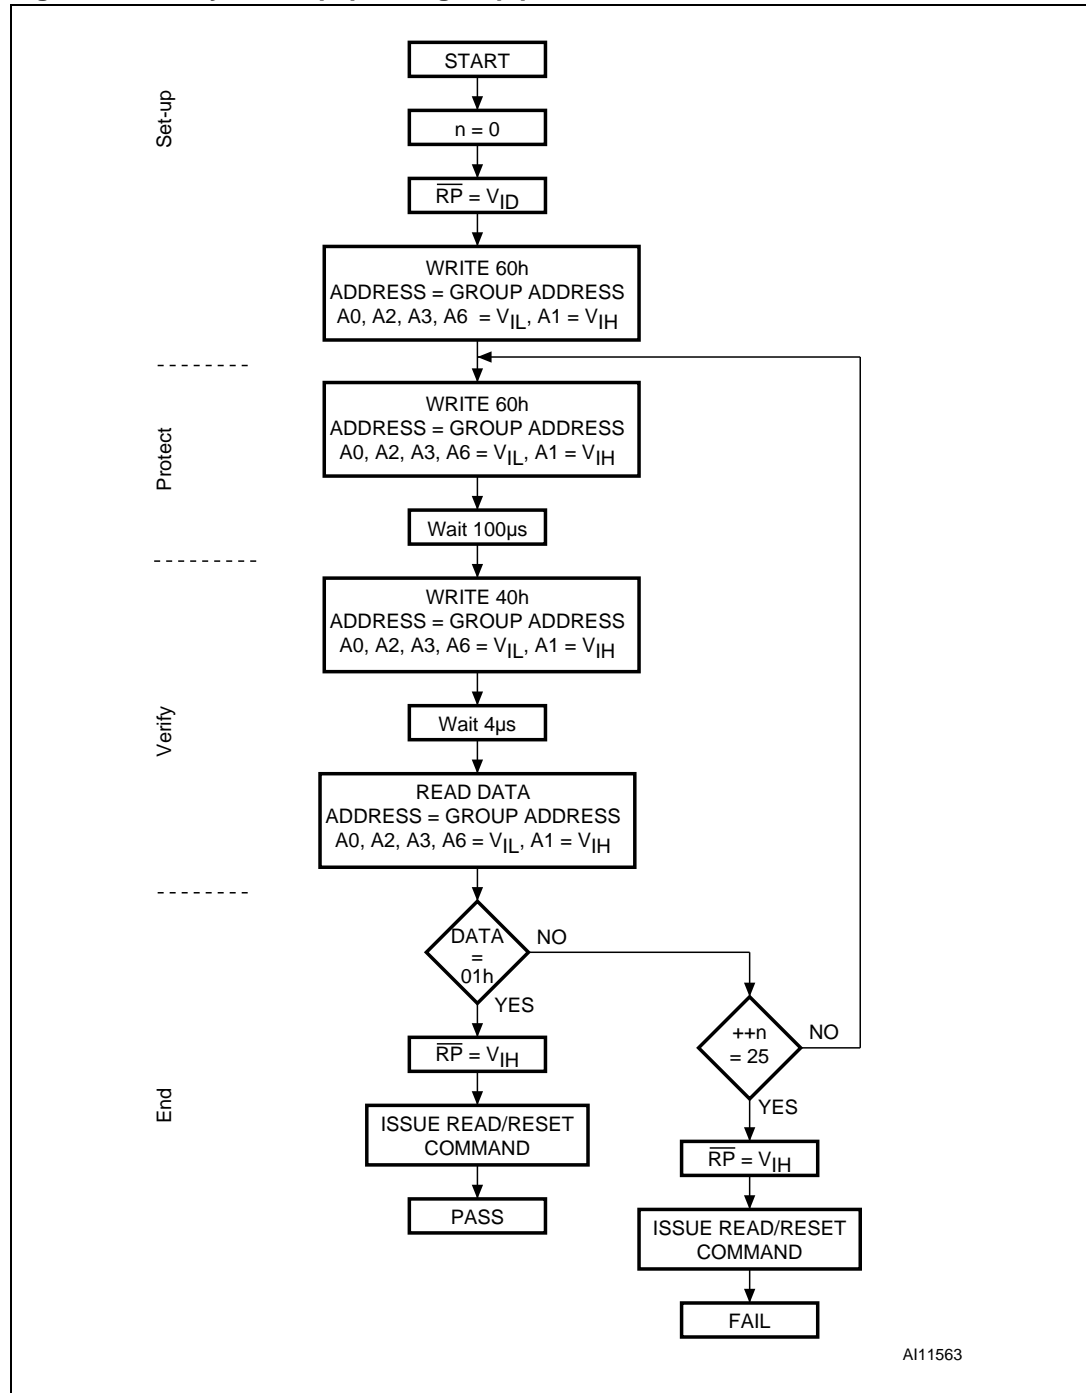 Set-up
START
n = 0
RP = VID
WRITE 60h
ADDRESS = GROUP ADDRESS
A0, A2, A3, A6 = VIL, A1 = VIH
Protect
WRITE 60h
ADDRESS = GROUP ADDRESS
A0, A2, A3, A6 = VIL, A1 = VIH
Wait 100µs
Verify
WRITE 40h
ADDRESS = GROUP ADDRESS
A0, A2, A3, A6 = VIL, A1 = VIH
Wait 4µs
READ DATA
ADDRESS = GROUP ADDRESS
A0, A2, A3, A6 = VIL, A1 = VIH
End
DATA
=
01h
NO
YES
RP = VIH
ISSUE READ/RESET
COMMAND
PASS
++n
= 25
NO
YES
RP = VIH
ISSUE READ/RESET
COMMAND
FAIL
AI11563